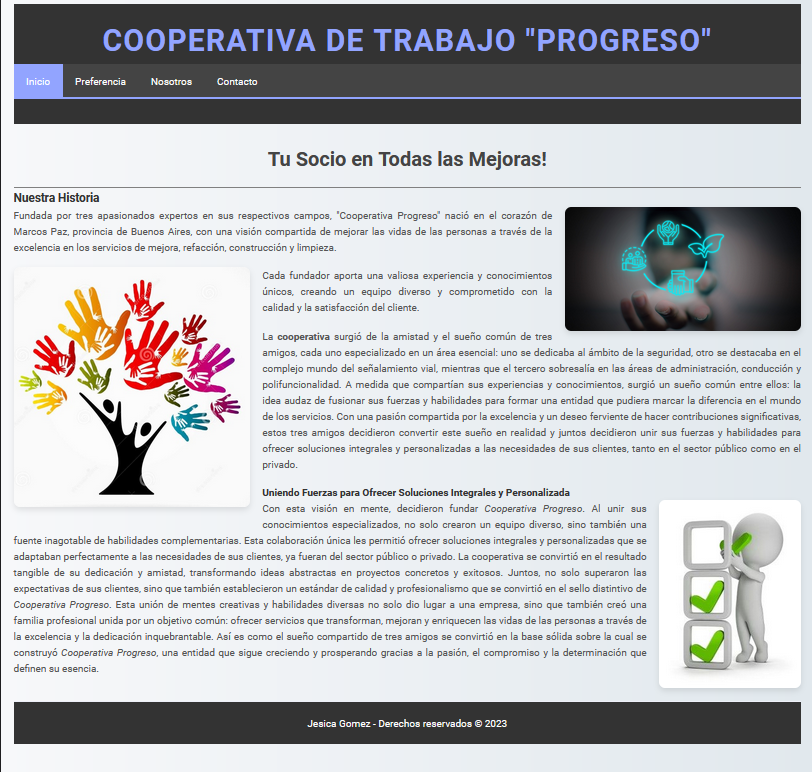 COOPERATIVA DE TRABAJO "PROGRESO"
Inicio Preferencia Nosotros Contacto
Tu Socio en Todas las Mejoras!
Nuestra Historia
Fundada por tres apasionados expertos en sus respectivos campos, "Cooperativa Progreso" nació en el corazón de
Marcos Paz, provincia de Buenos Aires, con una visión compartida de mejorar las vidas de las personas a través de la
excelencia en los servicios de mejora, refacción, construcción y limpieza.
Cada fundador aporta una valiosa experiencia y conocimientos
únicos, creando un equipo diverso y comprometido con la
calidad y la satisfacción del cliente.
La cooperativa surgió de la amistad y el sueño común de tres
amigos, cada uno especializado en un área esencial: uno se dedicaba al ámbito de la seguridad, otro se destacaba en el
complejo mundo del señalamiento vial, mientras que el tercero sobresalía en las áreas de administración, conducción y
polifuncionalidad. A medida que compartían sus experiencias y conocimientos, surgió un sueño común entre ellos: la
idea audaz de fusionar sus fuerzas y habilidades para formar una entidad que pudiera marcar la diferencia en el mundo
de los servicios. Con una pasión compartida por la excelencia y un deseo ferviente de hacer contribuciones significativas,
estos tres amigos decidieron convertir este sueño en realidad y juntos decidieron unir sus fuerzas y habilidades para
ofrecer soluciones integrales y personalizadas a las necesidades de sus clientes, tanto en el sector público como en el
privado.
Uniendo Fuerzas para Ofrecer Soluciones Integrales y Personalizada
Con esta visión en mente, decidieron fundar Cooperativa Progreso. Al unir sus
conocimientos especializados, no solo crearon un equipo diverso, sino también una
fuente inagotable de habilidades complementarias. Esta colaboración única les permitió ofrecer soluciones integrales y personalizadas que se
adaptaban perfectamente a las necesidades de sus clientes, ya fueran del sector público o privado. La cooperativa se convirtió en el resultado
tangible de su dedicación y amistad, transformando ideas abstractas en proyectos concretos y exitosos. Juntos, no solo superaron las
expectativas de sus clientes, sino que también establecieron un estándar de calidad y profesionalismo que se convirtió en el sello distintivo de
Cooperativa Progreso. Esta unión de mentes creativas y habilidades diversas no solo dio lugar a una empresa, sino que también creó una
familia profesional unida por un objetivo común: ofrecer servicios que transforman, mejoran y enriquecen las vidas de las personas a través de
la excelencia y la dedicación inquebrantable. Así es como el sueño compartido de tres amigos se convirtió en la base sólida sobre la cual se
construyó Cooperativa Progreso, una entidad que sigue creciendo y prosperando gracias a la pasión, el compromiso y la determinación que
definen su esencia.
Jesica Gomez - Derechos reservados © 2023